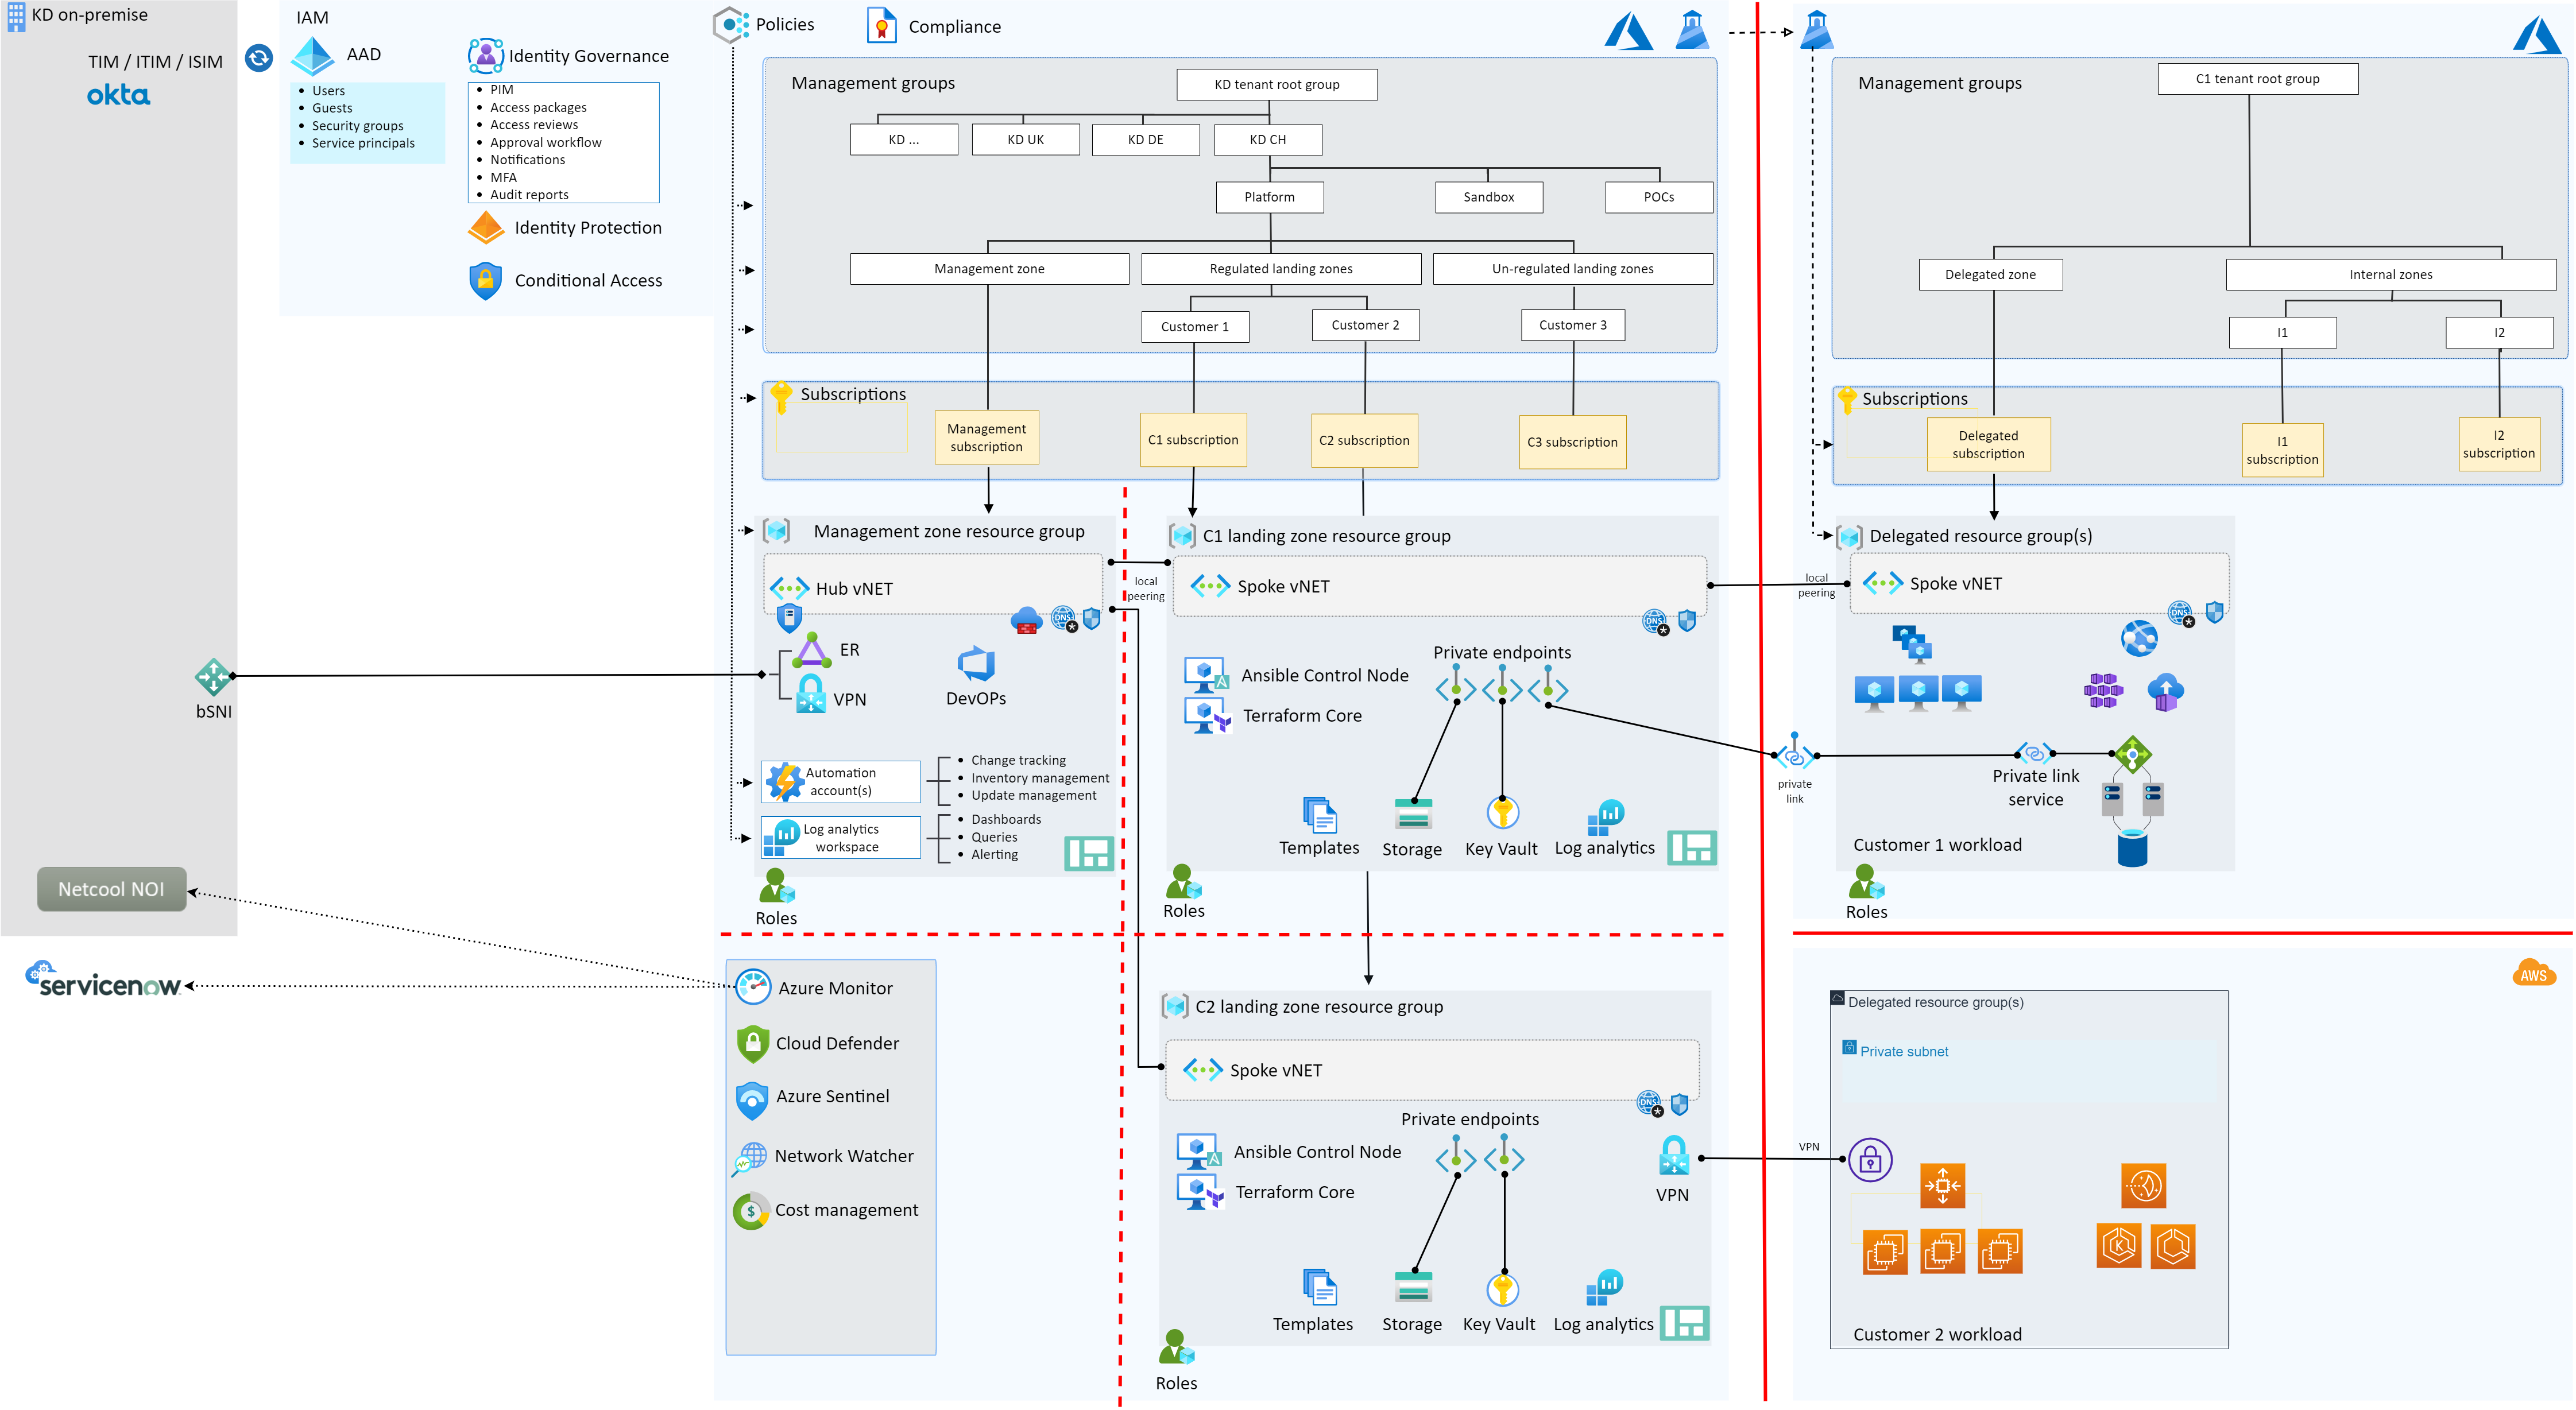 KD on-premise
TIM / ITIM / ISIM
okta
bSNI
Netcool NOI
servicenow
IAM
AAD
Users
Guests
Security groups
Service principals
Identity Governance
PIM
Access packages
Access reviews
Approval workflow
Notifications
MFA
Audit reports
Identity Protection
Conditional Access
Policies
Compliance
Management groups
KD tenant root group
KD ...
KD UK
KD DE
KD CH
Platform
Sandbox
POCs
Management zone
Regulated landing zones
Un-regulated landing zones
Customer 1
Customer 2
Customer 3
Subscriptions
Management
subscription
C1 subscription
C2 subscription
C3 subscription
Management zone resource group
Hub vNET
DNS
ER
VPN
DevOPs
Automation
account(s)
Change tracking
Inventory management
Update management
Log analytics
workspace
Dashboards
Queries
Alerting
Roles
local
peering
C1 landing zone resource group
Spoke vNET
DNS
Ansible Control Node
Terraform Core
Private endpoints
Templates
Storage
Key Vault
Log analytics
Roles
Azure Monitor
Cloud Defender
Azure Sentinel
Network Watcher
Cost management
C2 landing zone resource group
Spoke vNET
DNS
Private endpoints
Ansible Control Node
Terraform Core
VPN
Templates
Storage
Key Vault
Log analytics
Roles
Management groups
C1 tenant root group
Delegated zone
Internal zones
I1
I2
Subscriptions
Delegated
subscription
I1
subscription
I2
subscription
Delegated resource group(s)
local
peering
Spoke vNET
DNS
private
link
Private link
service
Customer 1 workload
Roles
AWS
Delegated resource group(s)
Private subnet
VPN
Customer 2 workload